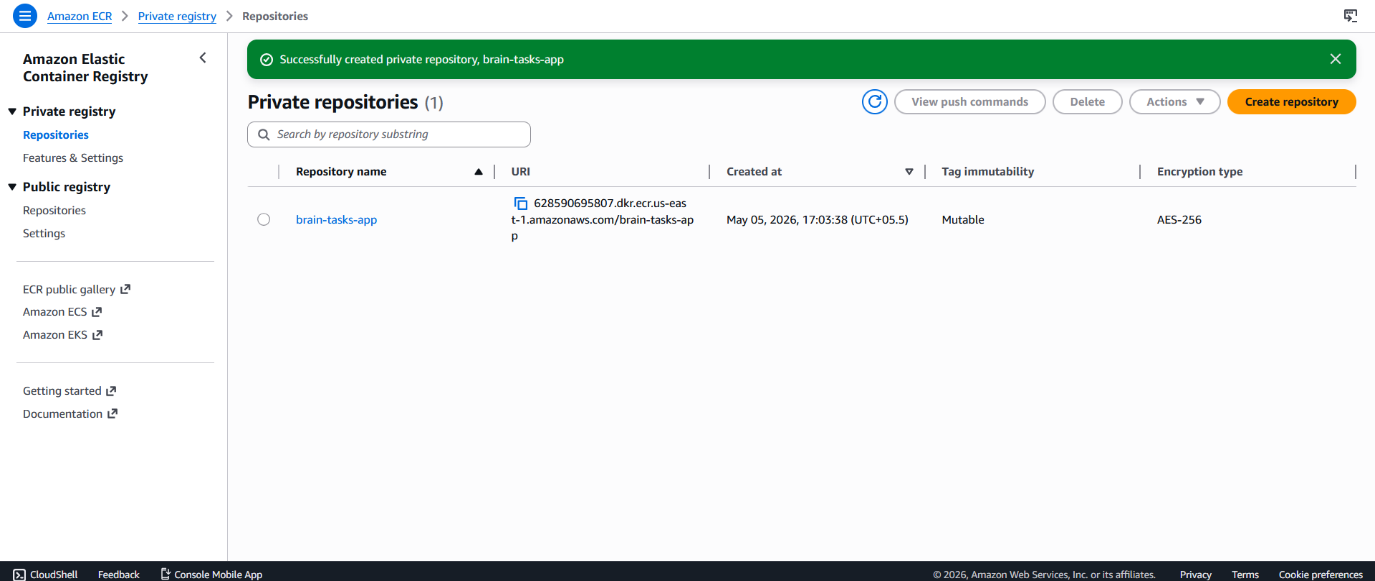 Amazon ECR > Private registry > Repositories
Amazon Elastic
Container Registry
Private registry
Repositories
Features & Settings
Public registry
Repositories
Settings
ECR public gallery
Amazon ECS
Amazon EKS
Getting started
Documentation
Successfully created private repository, brain-tasks-app
Private repositories (1)
View push commands
Delete
Actions
Create repository
Search by repository substring
Repository name
URI
Created at
Tag immutability
Encryption type
brain-tasks-app
628590695807.dkr.ecr.us-eas
t-1.amazonaws.com/brain-tasks-ap
p
May 05, 2026, 17:03:38 (UTC+05.5)
Mutable
AES-256
CloudShell
Feedback
Console Mobile App
© 2026, Amazon Web Services, Inc. or its affiliates.
Privacy
Terms
Cookie preferences